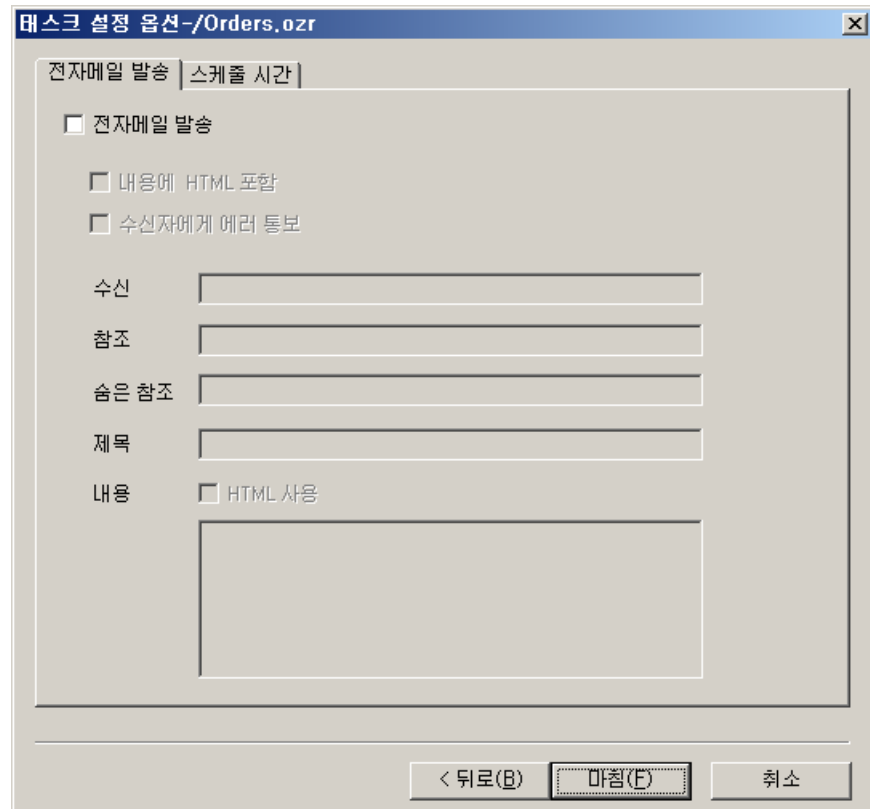 태스크 설정 옵션-/Orders.ozr
전자메일 발송 스케줄 시간
전자메일 발송
내용에 HTML 포함
수신자에게 에러 통보
수신
참조
숨은 참조
제목
내용 HTML 사용
< 뒤로(B) 마침(F) 취소